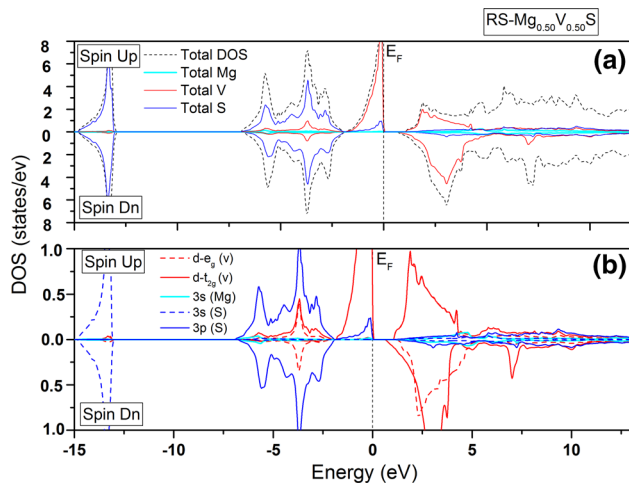 RS-Mg0.50V0.50S
8
6
4
2
0
2
4
6
8
Spin Up
Total DOS
Total Mg
Total V
Total S
EF
(a)
Spin Dn
DOS (states/ev)
1.0
0.5
0.0
0.5
1.0
Spin Up
d-eg (v)
d-t2g (v)
3s (Mg)
3s (S)
3p (S)
EF
(b)
Spin Dn
-15
-10
-5
0
5
10
Energy (eV)